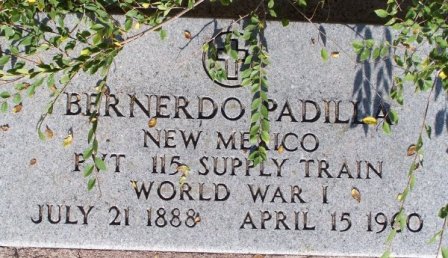 BERNERDO PADILLA
NEW MEXICO
PVT 115 SUPPLY TRAIN
WORLD WAR I
JULY 21 1888 APRIL 15 1960